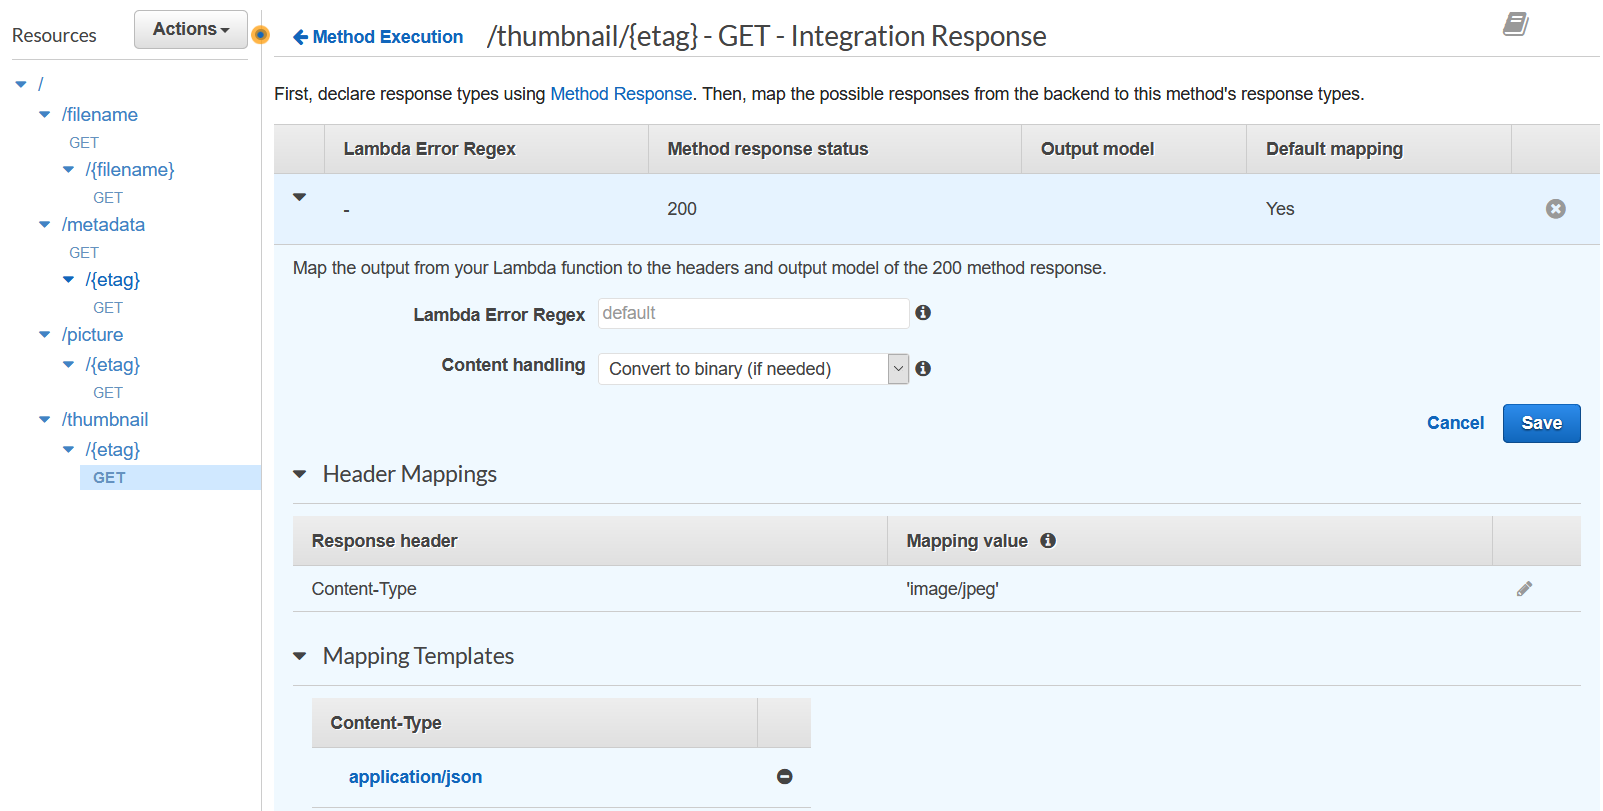 Resources
Actions
/
/filename
GET
/{filename}
GET
/metadata
GET
/{etag}
GET
/picture
/{etag}
GET
/thumbnail
/{etag}
GET
Method Execution /thumbnail/{etag} - GET - Integration Response
First, declare response types using Method Response. Then, map the possible responses from the backend to this method's response types.
Lambda Error Regex Method response status Output model Default mapping
- 200 Yes
Map the output from your Lambda function to the headers and output model of the 200 method response.
Lambda Error Regex default
Content handling Convert to binary (if needed)
Cancel Save
Header Mappings
Response header Mapping value
Content-Type 'image/jpeg'
Mapping Templates
Content-Type
application/json